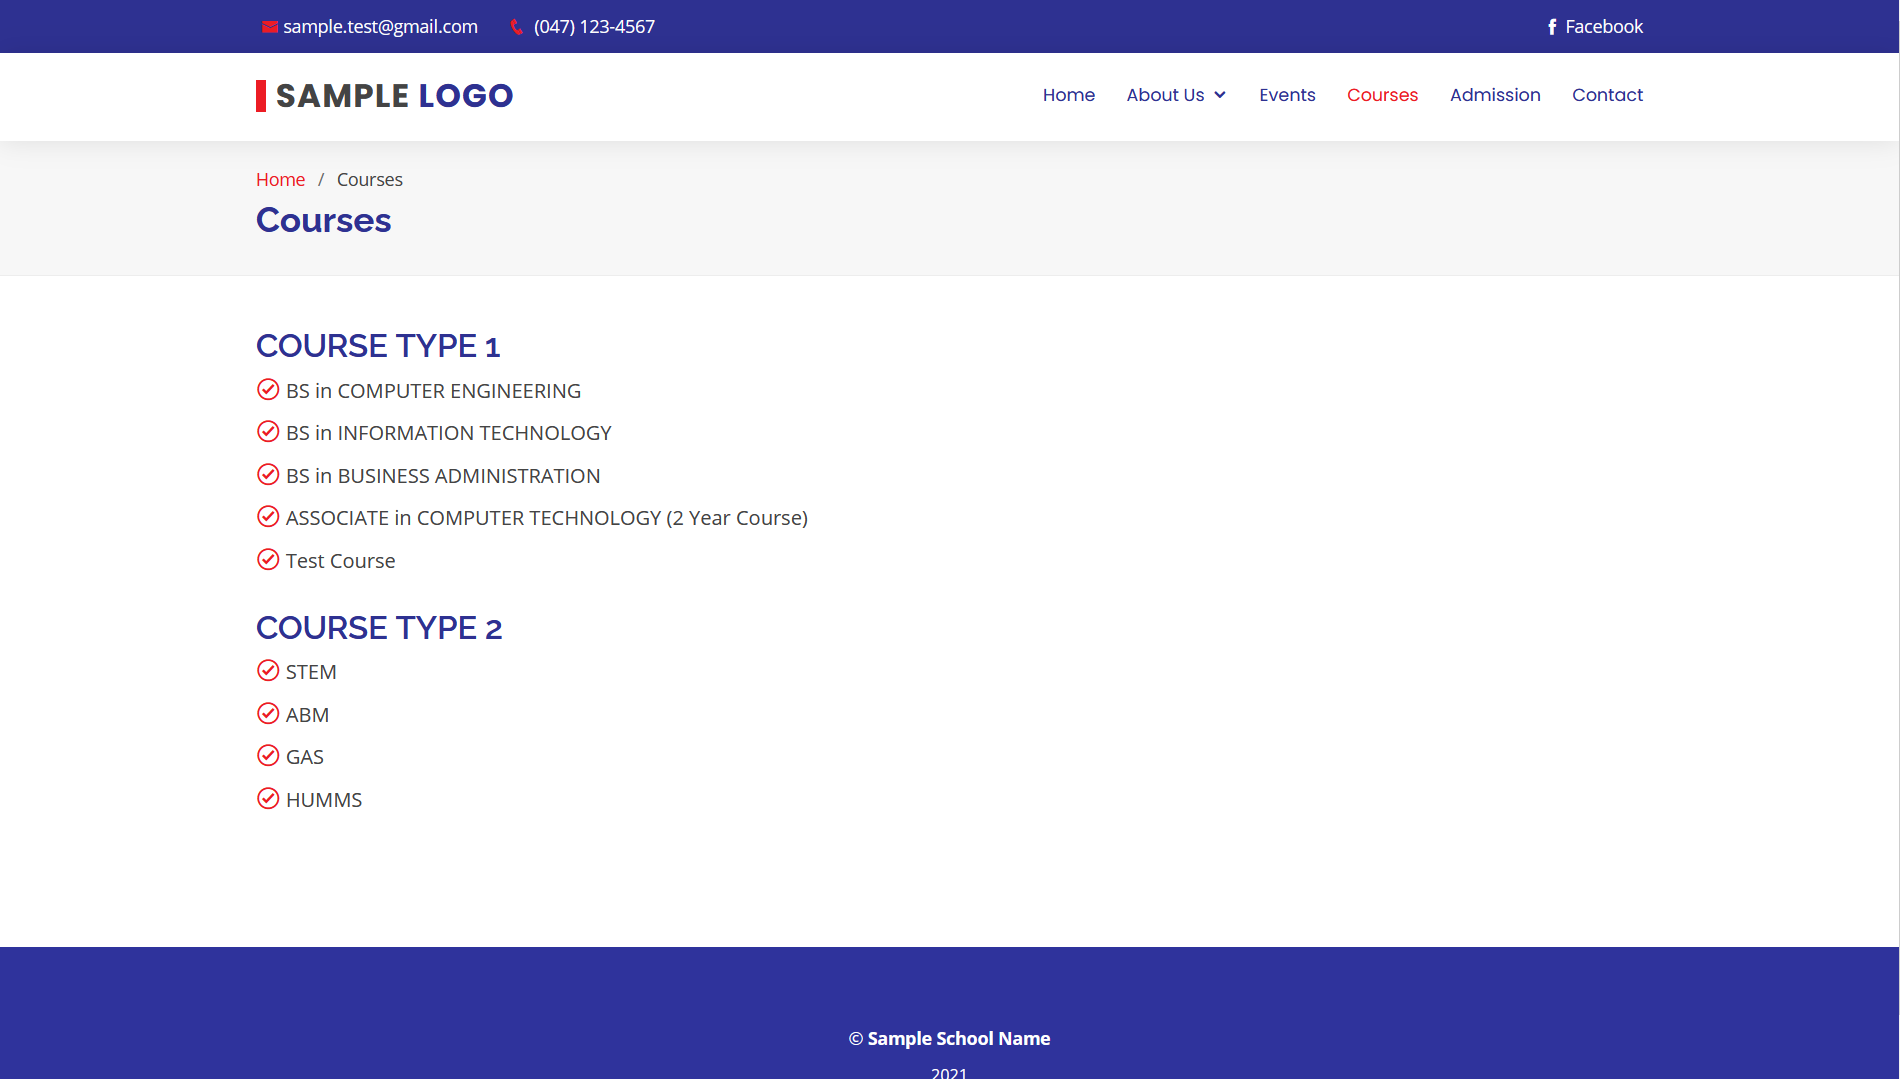 sample.test@gmail.com (047) 123-4567 Facebook
SAMPLE LOGO Home About Us Events Courses Admission Contact
Home / Courses
Courses
COURSE TYPE 1
BS in COMPUTER ENGINEERING
BS in INFORMATION TECHNOLOGY
BS in BUSINESS ADMINISTRATION
ASSOCIATE in COMPUTER TECHNOLOGY (2 Year Course)
Test Course
COURSE TYPE 2
STEM
ABM
GAS
HUMMS
© Sample School Name
2021